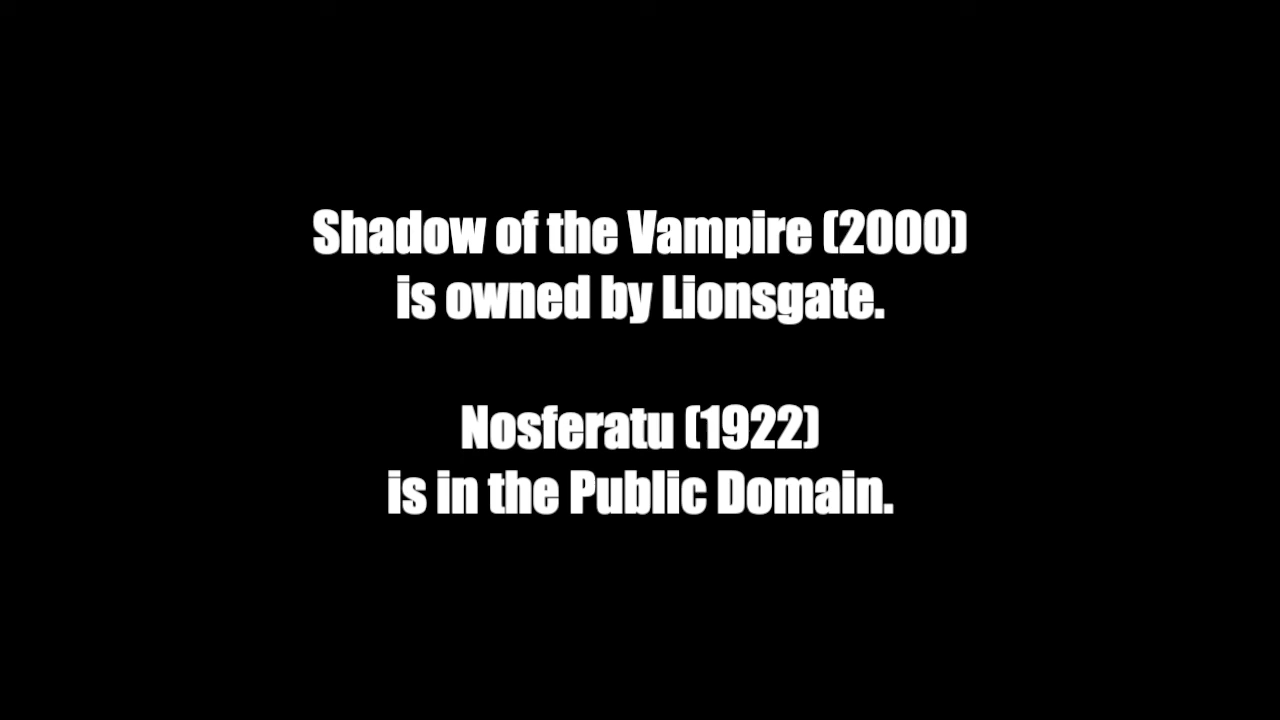 Shadow of the Vampire (2000)
is owned by Lionsgate.
Nosferatu (1922)
is in the Public Domain.